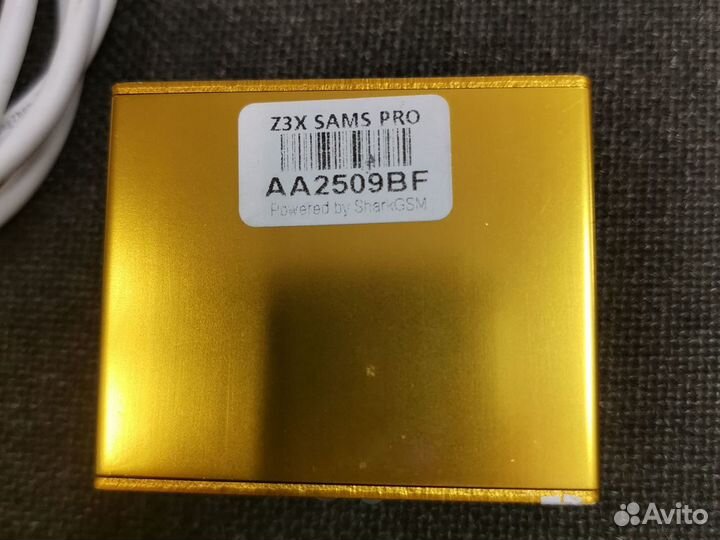 Z3X SAMS PRO
AA2509BF
Powered by SharkGSM
Avito